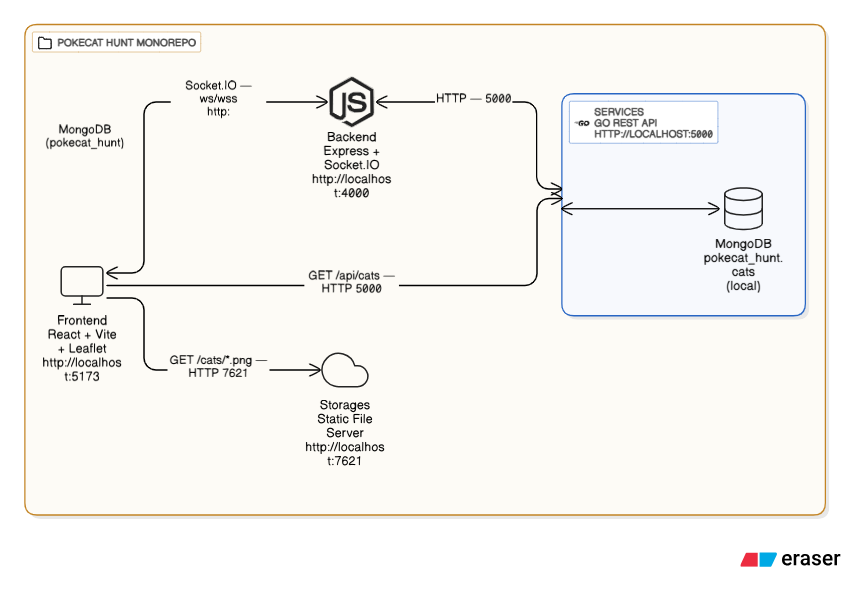 POKECAT HUNT MONOREPO
Socket.IO —
ws/wss
http:
MongoDB
(pokecat_hunt)
JS
Backend
Express +
Socket.IO
http://localhos
t:4000
HTTP — 5000
GO
SERVICES
GO REST API
HTTP://LOCALHOST:5000
MongoDB
pokecat_hunt.
cats
(local)
GET /api/cats —
HTTP 5000
Frontend
React + Vite
+ Leaflet
http://localhos
t:5173
GET /cats/*.png —
HTTP 7621
Storages
Static File
Server
http://localhos
t:7621
eraser